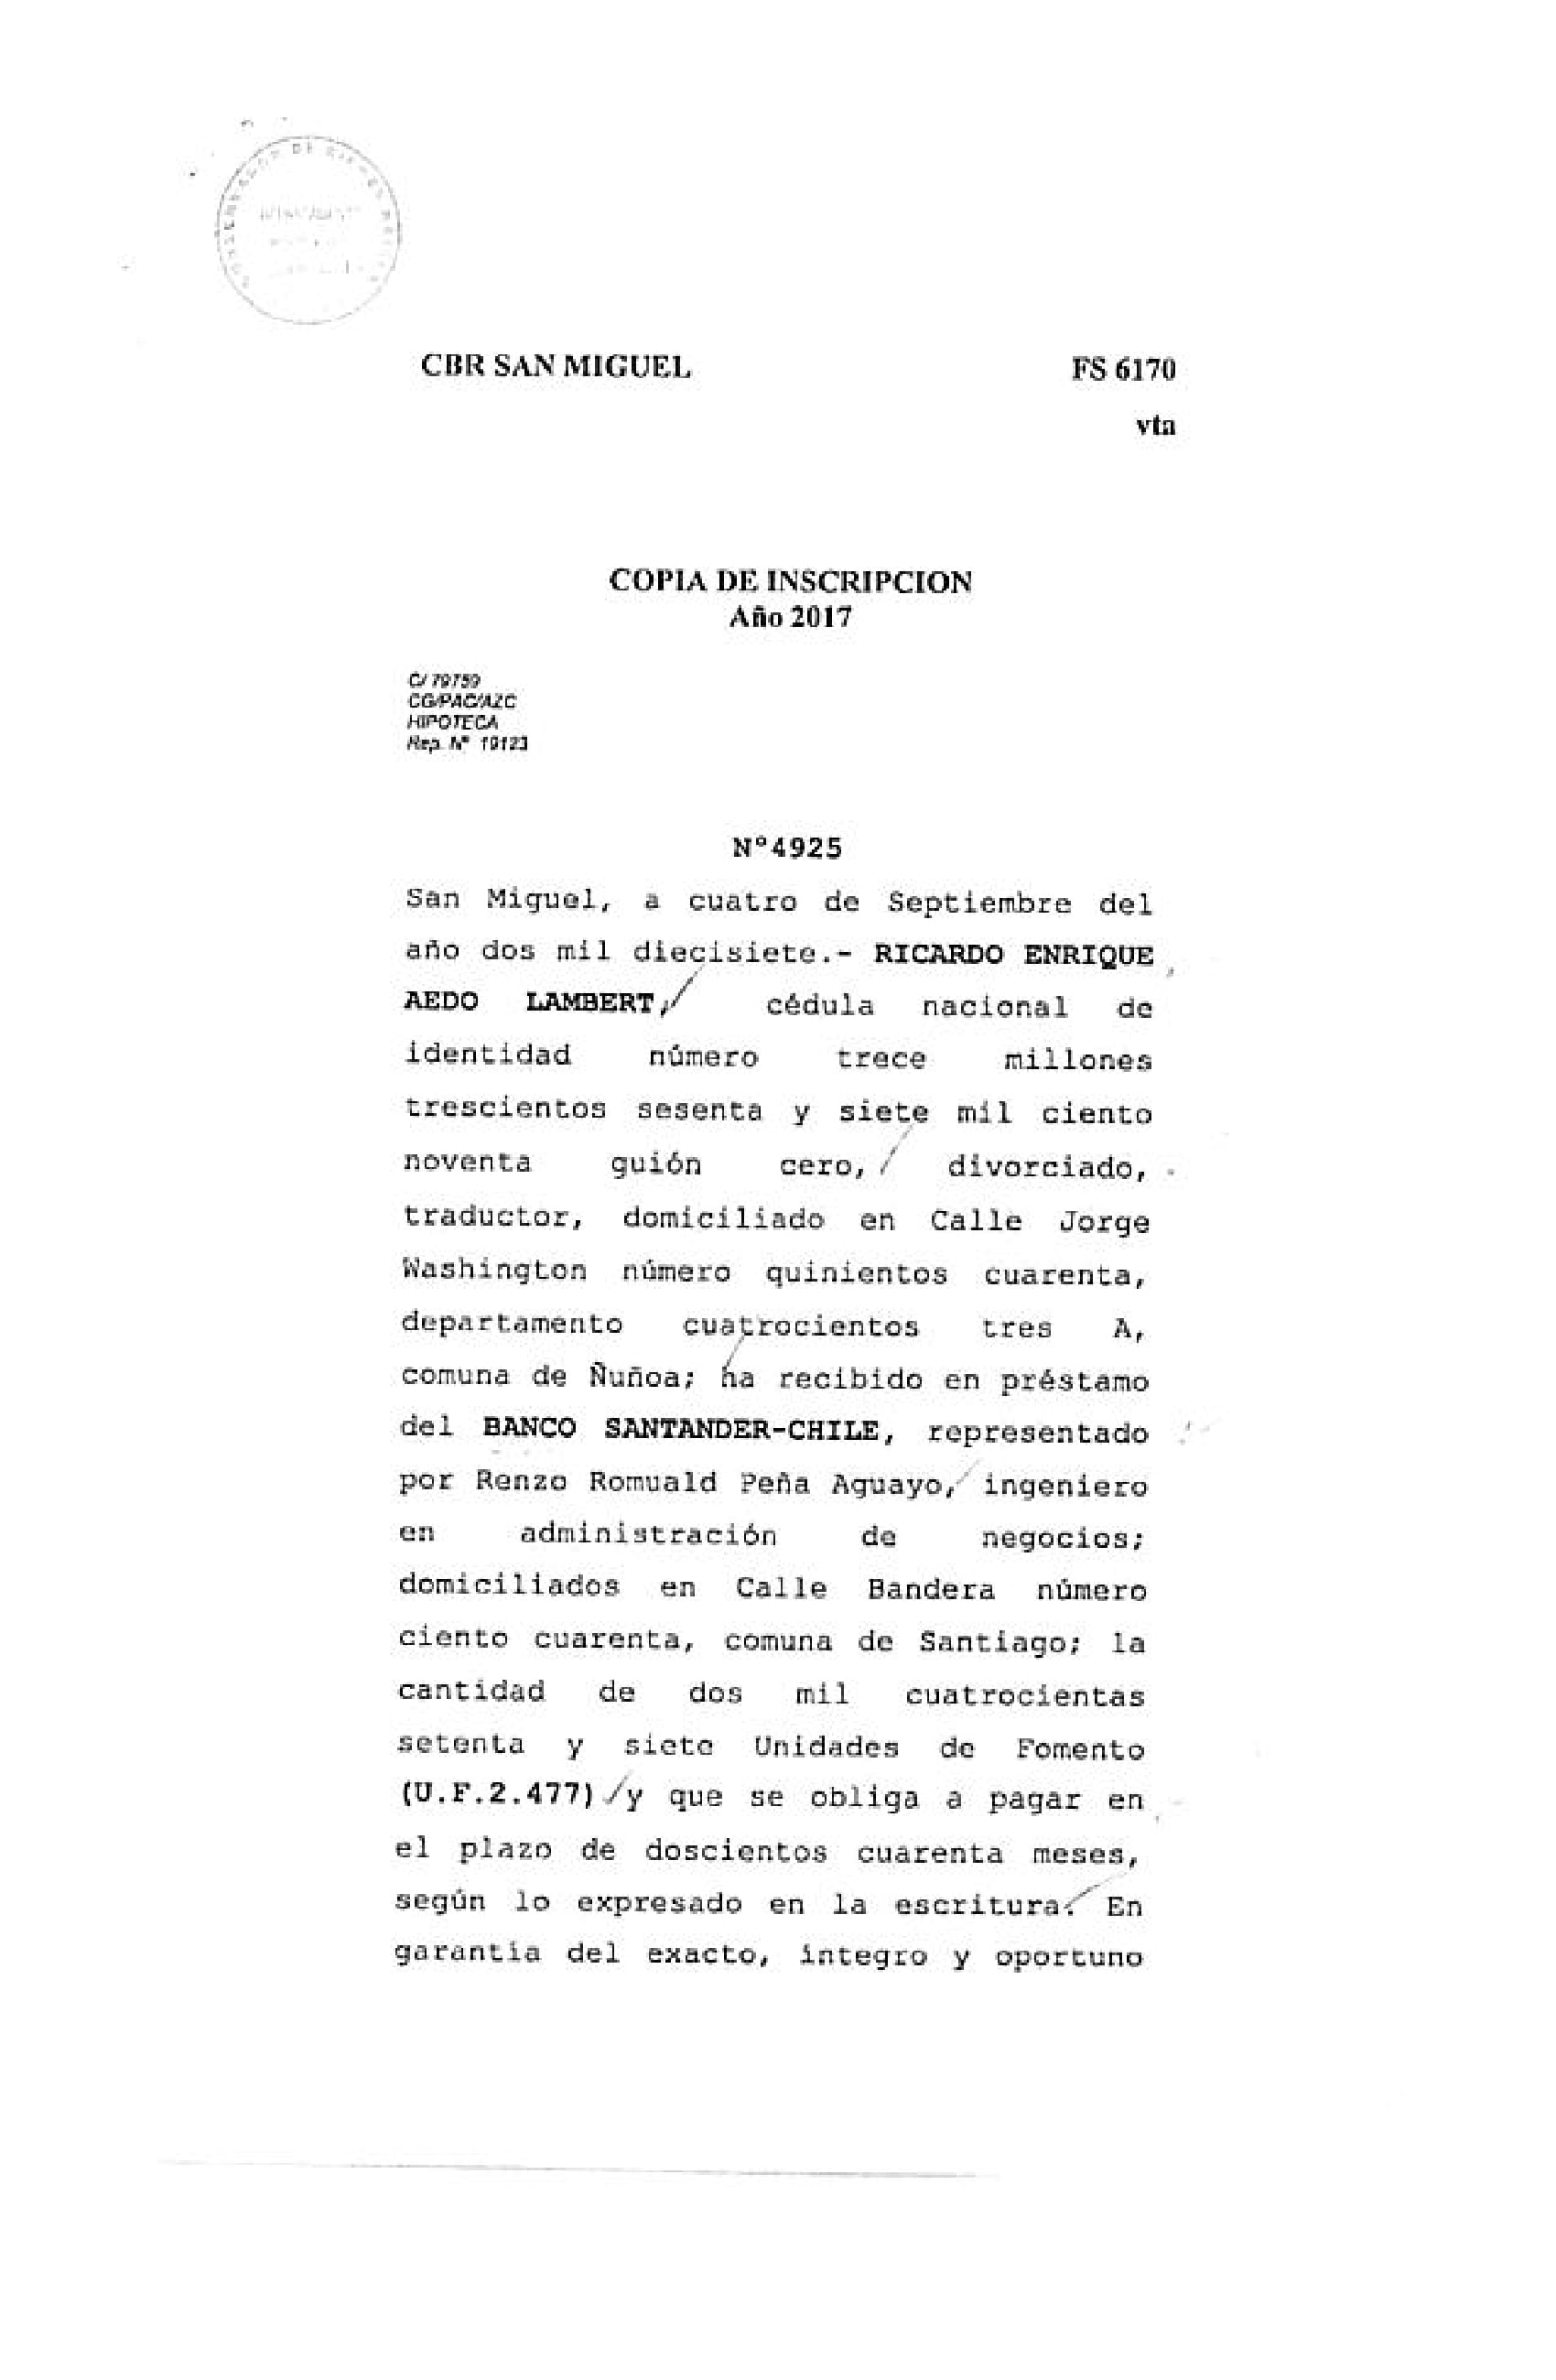 DE
CBR SAN MIGUEL
FS 6170
vta
COPIA DE INSCRIPCION
Año 2017
C/ 79759
CG/PAC/AZC
HIPOTECA
Rep. Nº 19123
Nº4925
San Miguel, a cuatro de Septiembre del
año dos mil diecisiete.- RICARDO ENRIQUE
AEDO LAMBERT, cédula nacional de
identidad número trece millones
trescientos sesenta y siete mil ciento
noventa guión cero, divorciado,
traductor, domiciliado en Calle Jorge
Washington número quinientos cuarenta,
departamento cuatrocientos tres A,
comuna de Ñuñoa; ha recibido en préstamo
del BANCO SANTANDER-CHILE, representado
por Renzo Romuald Peña Aguayo, ingeniero
en administración de negocios;
domiciliados en Calle Bandera número
ciento cuarenta, comuna de Santiago; la
cantidad de dos mil cuatrocientas
setenta y siete Unidades de Fomento
(U.F.2.477) y que se obliga a pagar en
el plazo de doscientos cuarenta meses,
según lo expresado en la escritura. En
garantia del exacto, integro y oportuno